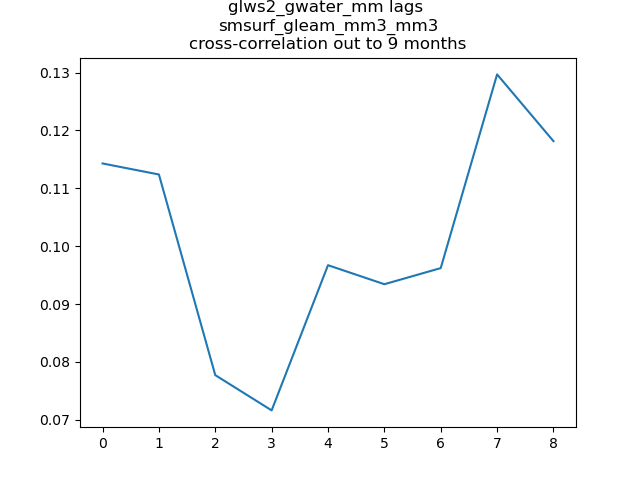 glws2_gwater_mm lags
smsurf_gleam_mm3_mm3
cross-correlation out to 9 months
0.13
0.12
0.11
0.10
0.09
0.08
0.07
0 1 2 3 4 5 6 7 8